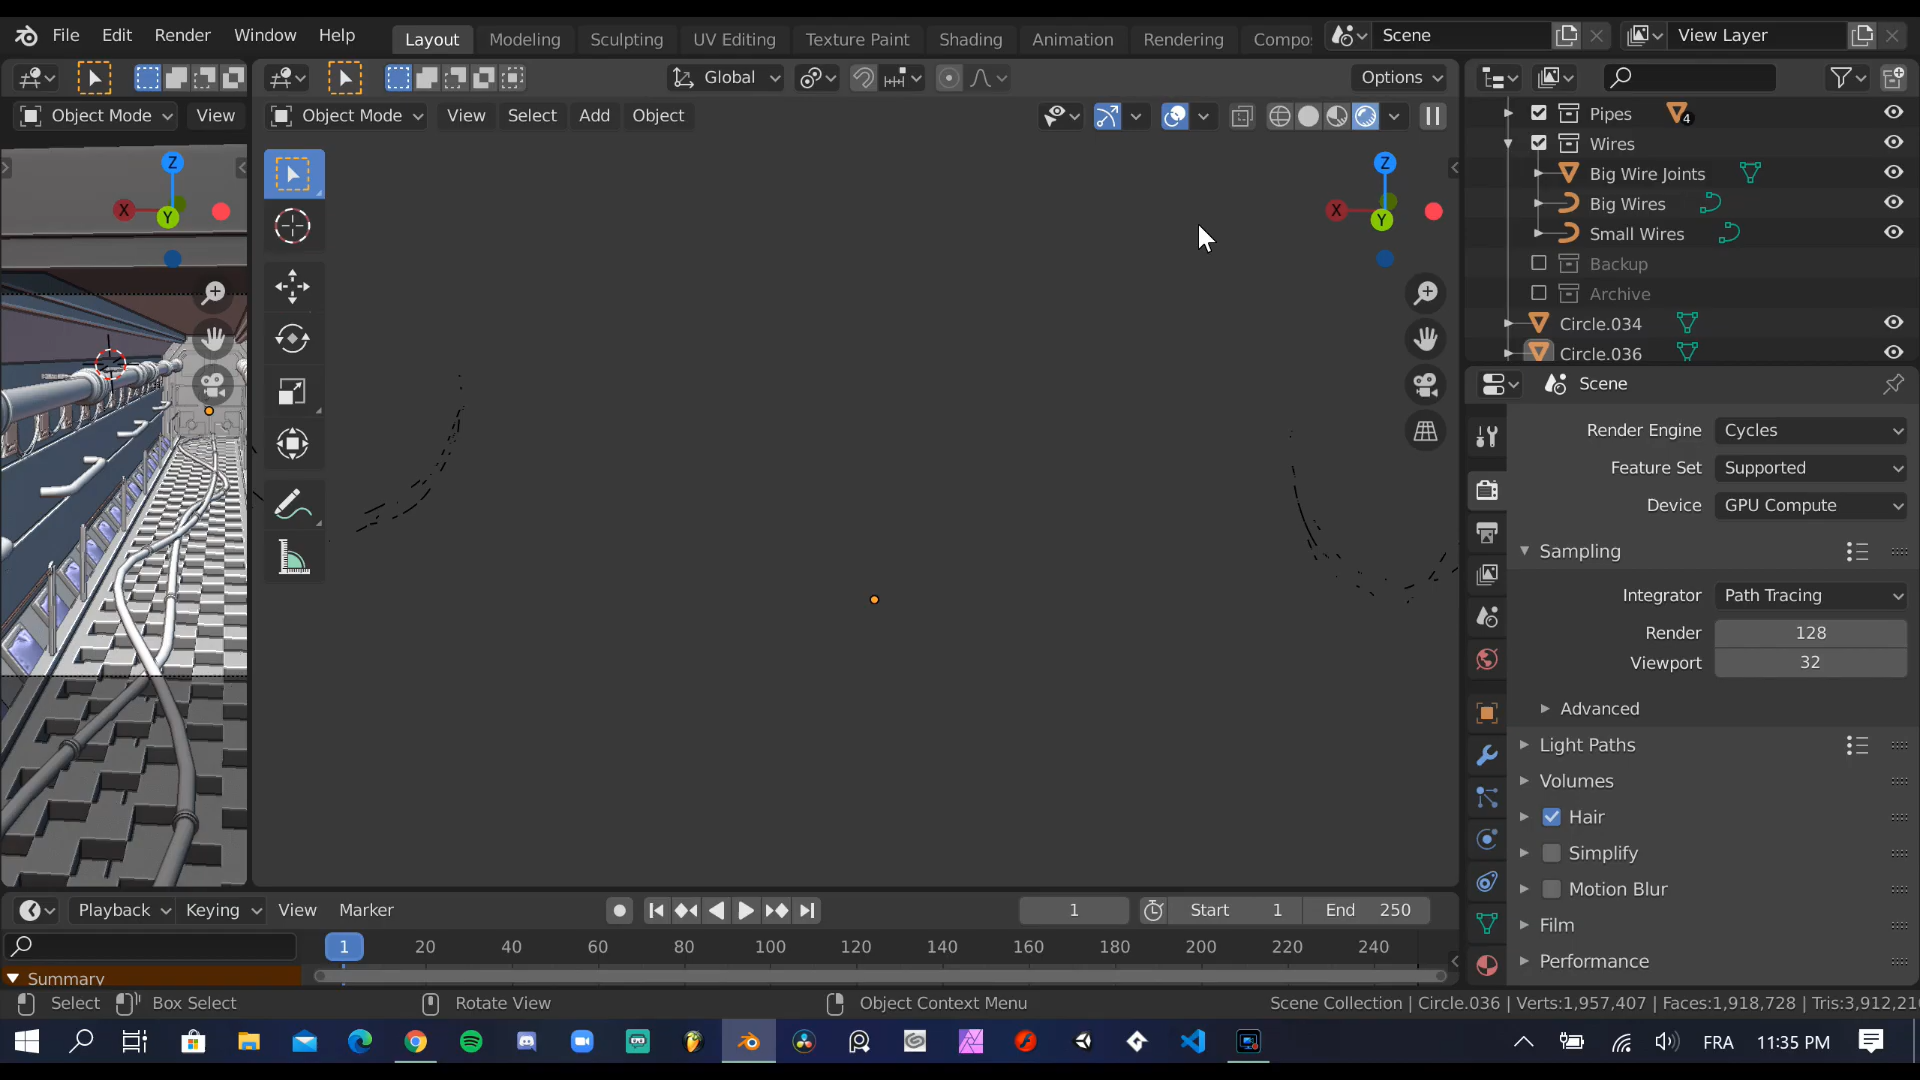 File Edit Render Window Help Layout Modeling Sculpting UV Editing Texture Paint Shading Animation Rendering Compo Scene View Layer
Global Options
Object Mode View Object Mode View Select Add Object
Pipes 4
Wires
Big Wire Joints
Big Wires
Small Wires
Backup
Archive
Circle.034
Circle.036
Z X Y
Z X Y
Scene
Render Engine Cycles
Feature Set Supported
Device GPU Compute
Sampling
Integrator Path Tracing
Render 128
Viewport 32
Advanced
Light Paths
Volumes
Hair
Simplify
Motion Blur
Film
Performance
Playback Keying View Marker 1 Start 1 End 250
1 20 40 60 80 100 120 140 160 180 200 220 240
Summary
Select Box Select Rotate View Object Context Menu Scene Collection | Circle.036 | Verts:1,957,407 | Faces:1,918,728 | Tris:3,912,21
FRA 11:35 PM